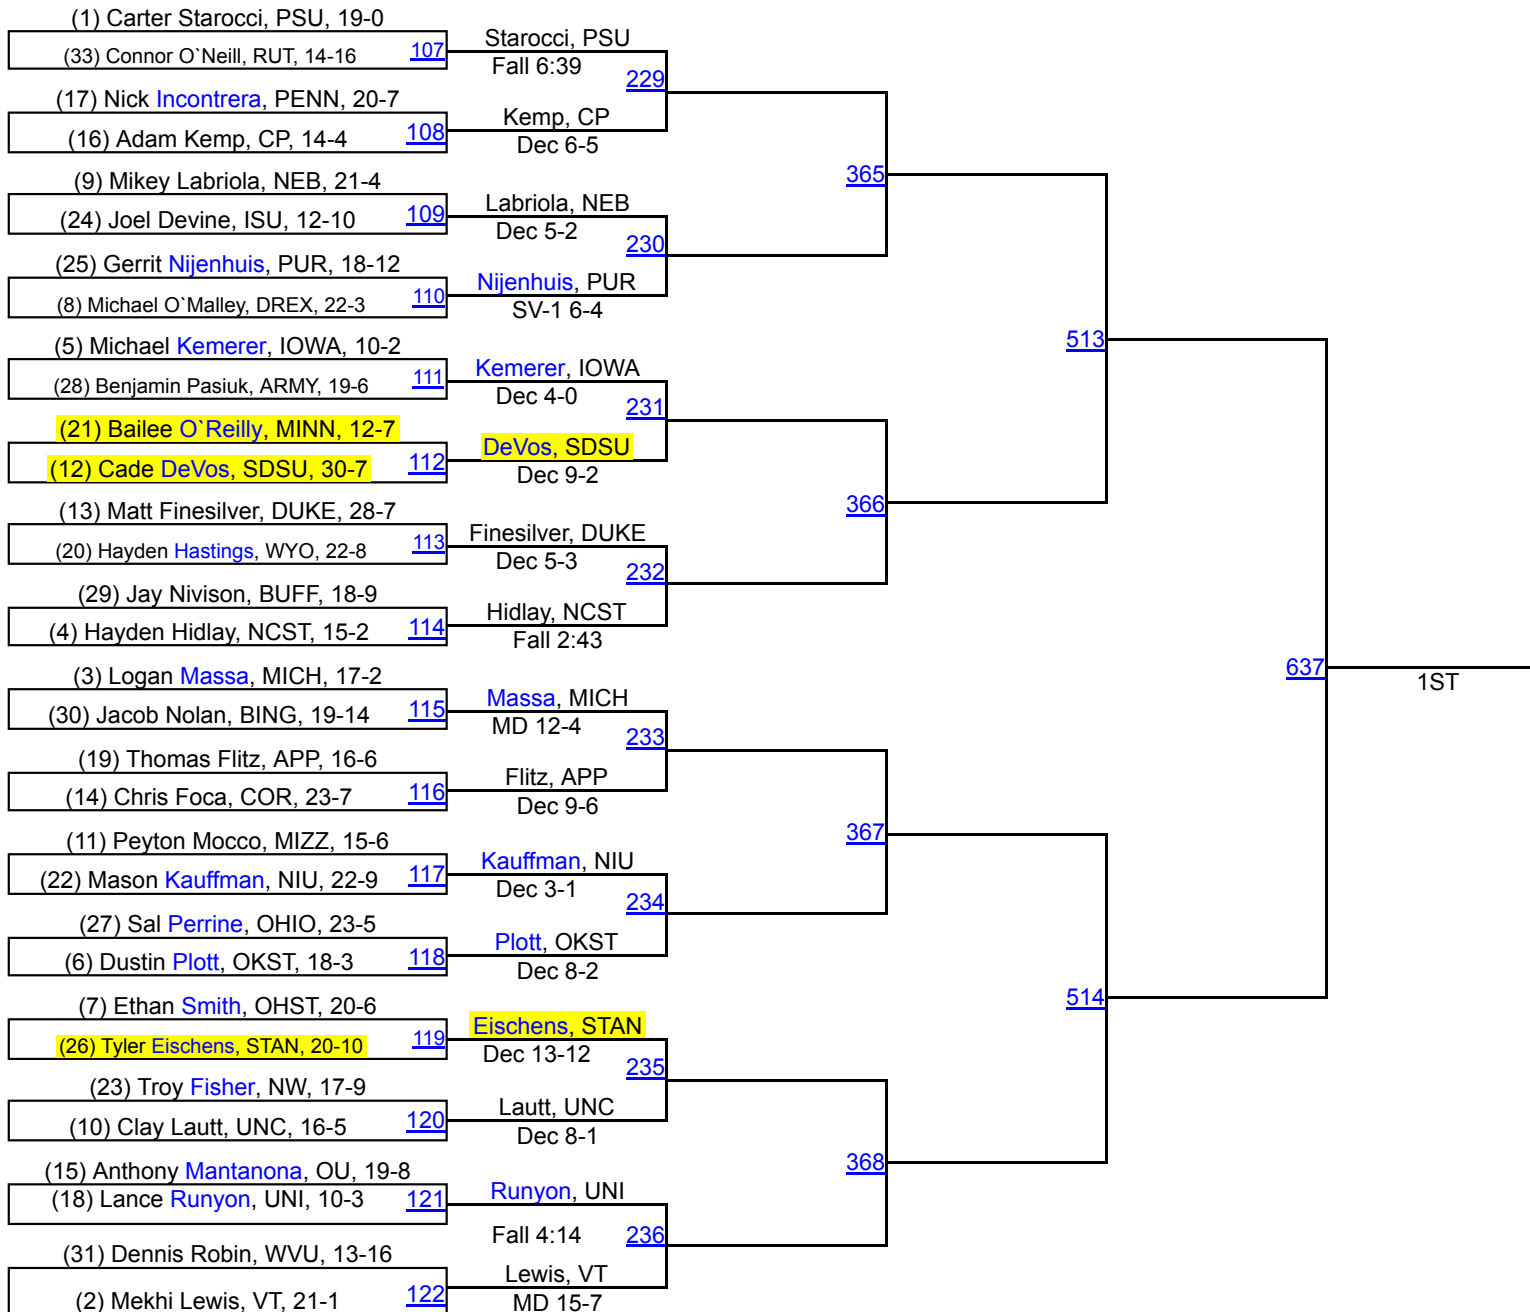 (1) Carter Starocci, PSU, 19-0
(33) Connor O`Neill, RUT, 14-16
107
Starocci, PSU
Fall 6:39
229
(17) Nick Incontrera, PENN, 20-7
(16) Adam Kemp, CP, 14-4
108
Kemp, CP
Dec 6-5
365
(9) Mikey Labriola, NEB, 21-4
(24) Joel Devine, ISU, 12-10
109
Labriola, NEB
Dec 5-2
230
(25) Gerrit Nijenhuis, PUR, 18-12
(8) Michael O`Malley, DREX, 22-3
110
Nijenhuis, PUR
SV-1 6-4
513
(5) Michael Kemerer, IOWA, 10-2
(28) Benjamin Pasiuk, ARMY, 19-6
111
Kemerer, IOWA
Dec 4-0
231
(21) Bailee O`Reilly, MINN, 12-7
(12) Cade DeVos, SDSU, 30-7
112
DeVos, SDSU
Dec 9-2
366
(13) Matt Finesilver, DUKE, 28-7
(20) Hayden Hastings, WYO, 22-8
113
Finesilver, DUKE
Dec 5-3
232
(29) Jay Nivison, BUFF, 18-9
(4) Hayden Hidlay, NCST, 15-2
114
Hidlay, NCST
Fall 2:43
637
1ST
(3) Logan Massa, MICH, 17-2
(30) Jacob Nolan, BING, 19-14
115
Massa, MICH
MD 12-4
233
(19) Thomas Flitz, APP, 16-6
(14) Chris Foca, COR, 23-7
116
Flitz, APP
Dec 9-6
367
(11) Peyton Mocco, MIZZ, 15-6
(22) Mason Kauffman, NIU, 22-9
117
Kauffman, NIU
Dec 3-1
234
(27) Sal Perrine, OHIO, 23-5
(6) Dustin Plott, OKST, 18-3
118
Plott, OKST
Dec 8-2
514
(7) Ethan Smith, OHST, 20-6
(26) Tyler Eischens, STAN, 20-10
119
Eischens, STAN
Dec 13-12
235
(23) Troy Fisher, NW, 17-9
(10) Clay Lautt, UNC, 16-5
120
Lautt, UNC
Dec 8-1
368
(15) Anthony Mantanona, OU, 19-8
(18) Lance Runyon, UNI, 10-3
121
Runyon, UNI
Fall 4:14
236
(31) Dennis Robin, WVU, 13-16
(2) Mekhi Lewis, VT, 21-1
122
Lewis, VT
MD 15-7